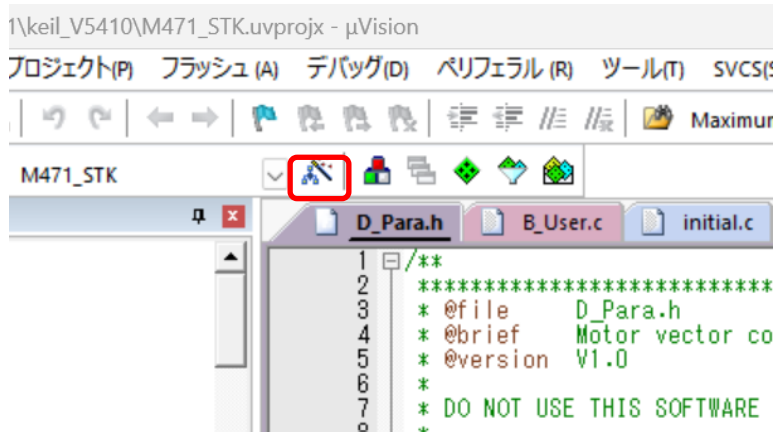 1\keil_V5410\M471_STK.uvprojx - µVision
プロジェクト(P) フラッシュ (A) デバッグ(D) ペリフェラル (R) ツール(T) SVCS(S
Maximum
M471_STK
D_Para.h B_User.c initial.c
1 /**
2 *****************************
3 * @file D_Para.h
4 * @brief Motor vector co
5 * @version V1.0
6 *
7 * DO NOT USE THIS SOFTWARE
8 *